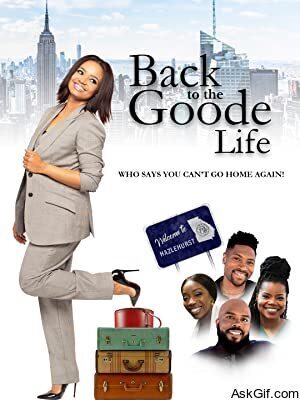 Back
to the
Goode
Life
WHO SAYS YOU CAN'T GO HOME AGAIN!
Welcome to
HAZLEHURST
AskGif.com